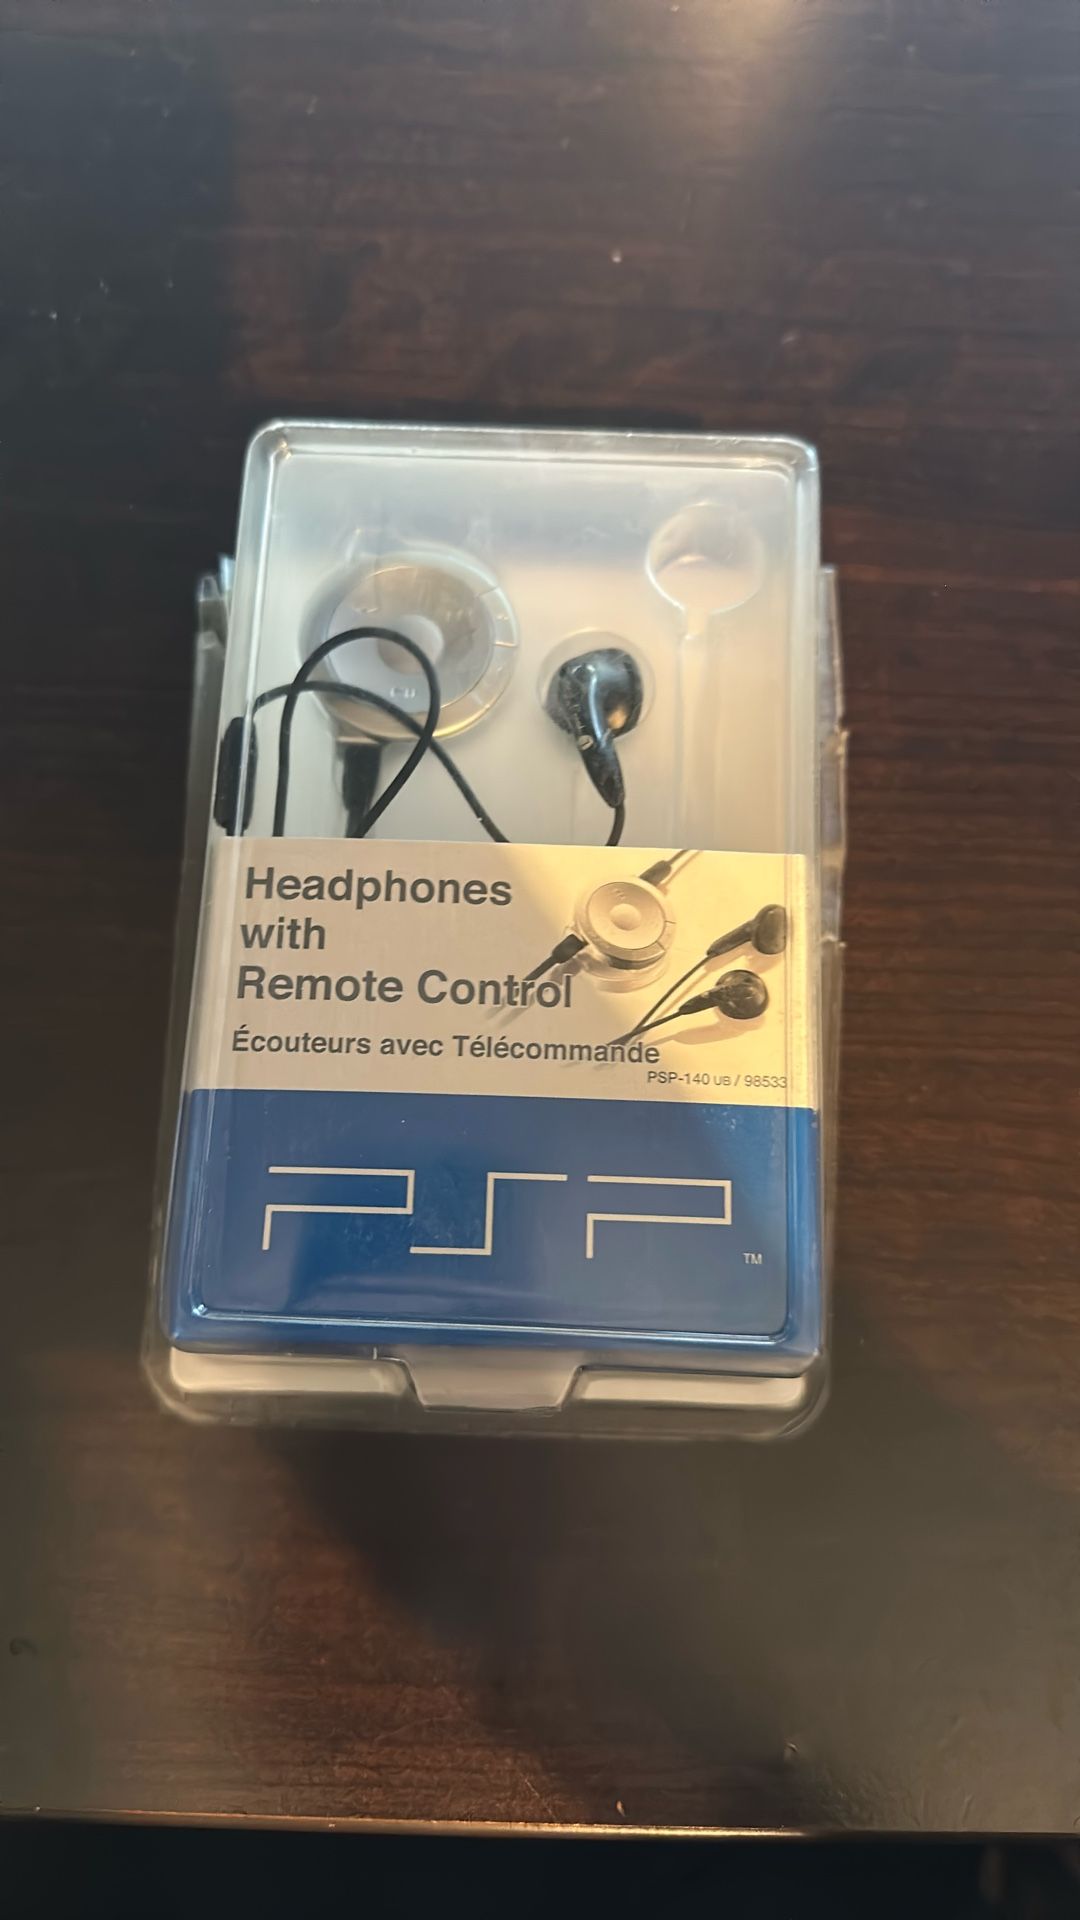 Headphones
with
Remote Control
Écouteurs avec Télécommande
PSP-140 UB / 98533
PSP
TM